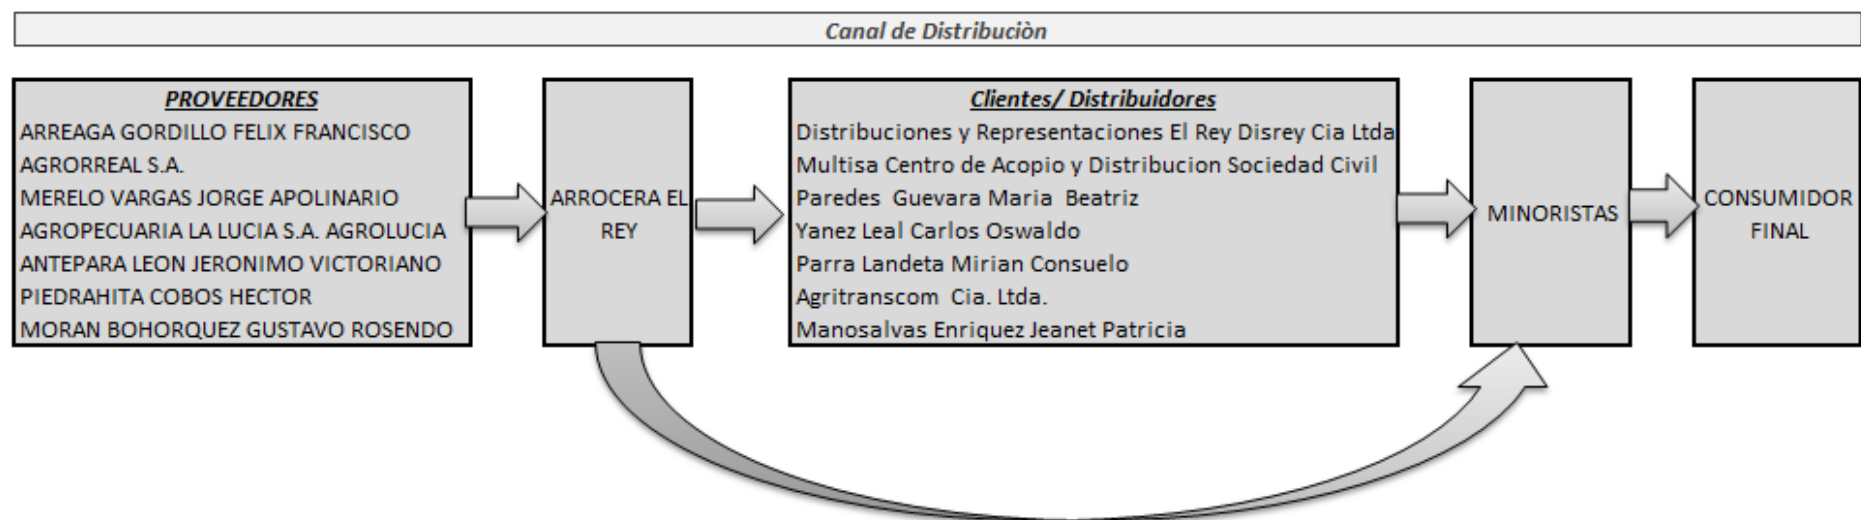 Canal de Distribuciòn
PROVEEDORES
ARREAGA GORDILLO FELIX FRANCISCO
AGRORREAL S.A.
MERELO VARGAS JORGE APOLINARIO
AGROPECUARIA LA LUCIA S.A. AGROLUCIA
ANTEPARA LEON JERONIMO VICTORIANO
PIEDRAHITA COBOS HECTOR
MORAN BOHORQUEZ GUSTAVO ROSENDO
ARROCERA EL
REY
Clientes/ Distribuidores
Distribuciones y Representaciones El Rey Disrey Cia Ltda
Multisa Centro de Acopio y Distribucion Sociedad Civil
Paredes  Guevara Maria  Beatriz
Yanez Leal Carlos Oswaldo
Parra Landeta Mirian Consuelo
Agritranscom  Cia. Ltda.
Manosalvas Enriquez Jeanet Patricia
MINORISTAS
CONSUMIDOR
FINAL